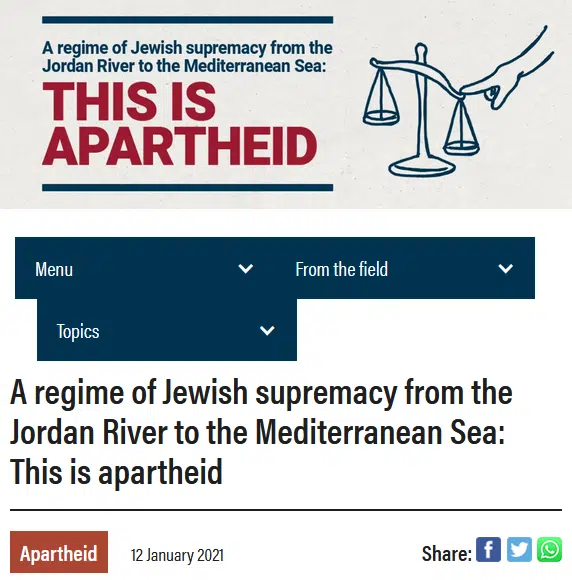 A regime of Jewish supremacy from the
Jordan River to the Mediterranean Sea:
THIS IS
APARTHEID
Menu
From the field
Topics
A regime of Jewish supremacy from the
Jordan River to the Mediterranean Sea:
This is apartheid
Apartheid
12 January 2021
Share: